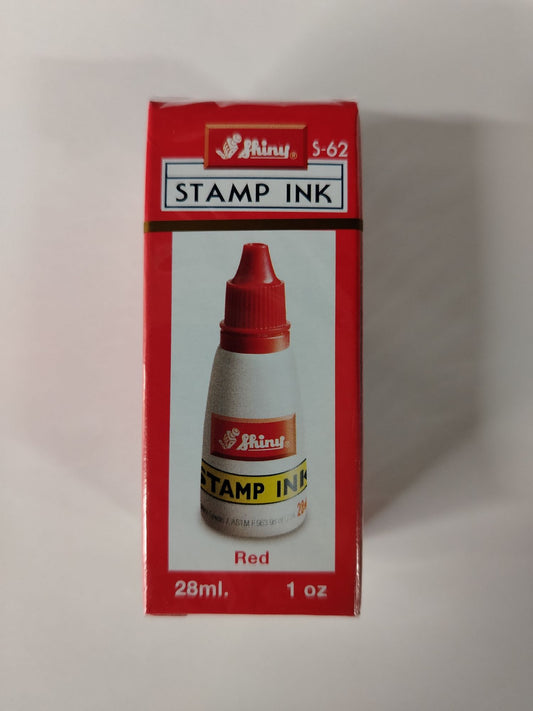 Shiny® S-62
STAMP INK
Shiny®
STAMP INK
Red
28ml. 1 oz